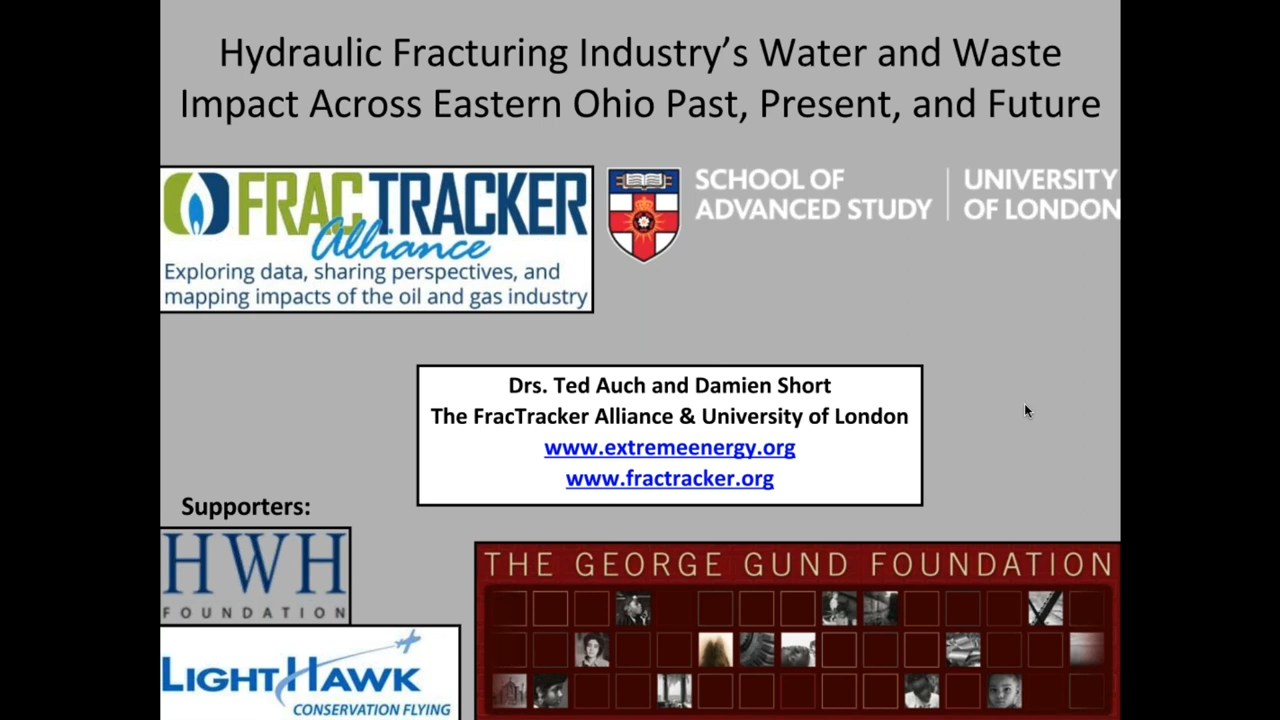 Hydraulic Fracturing Industry's Water and Waste
Impact Across Eastern Ohio Past, Present, and Future
FRACTRACKER
Alliance
Exploring data, sharing perspectives, and
mapping impacts of the oil and gas industry
SCHOOL OF
ADVANCED STUDY
UNIVERSITY
OF LONDON
Drs. Ted Auch and Damien Short
The FracTracker Alliance & University of London
www.extremeenergy.org
www.fractracker.org
Supporters:
HWH
FOUNDATION
LIGHTHAWK
CONSERVATION FLYING
THE GEORGE GUND FOUNDATION